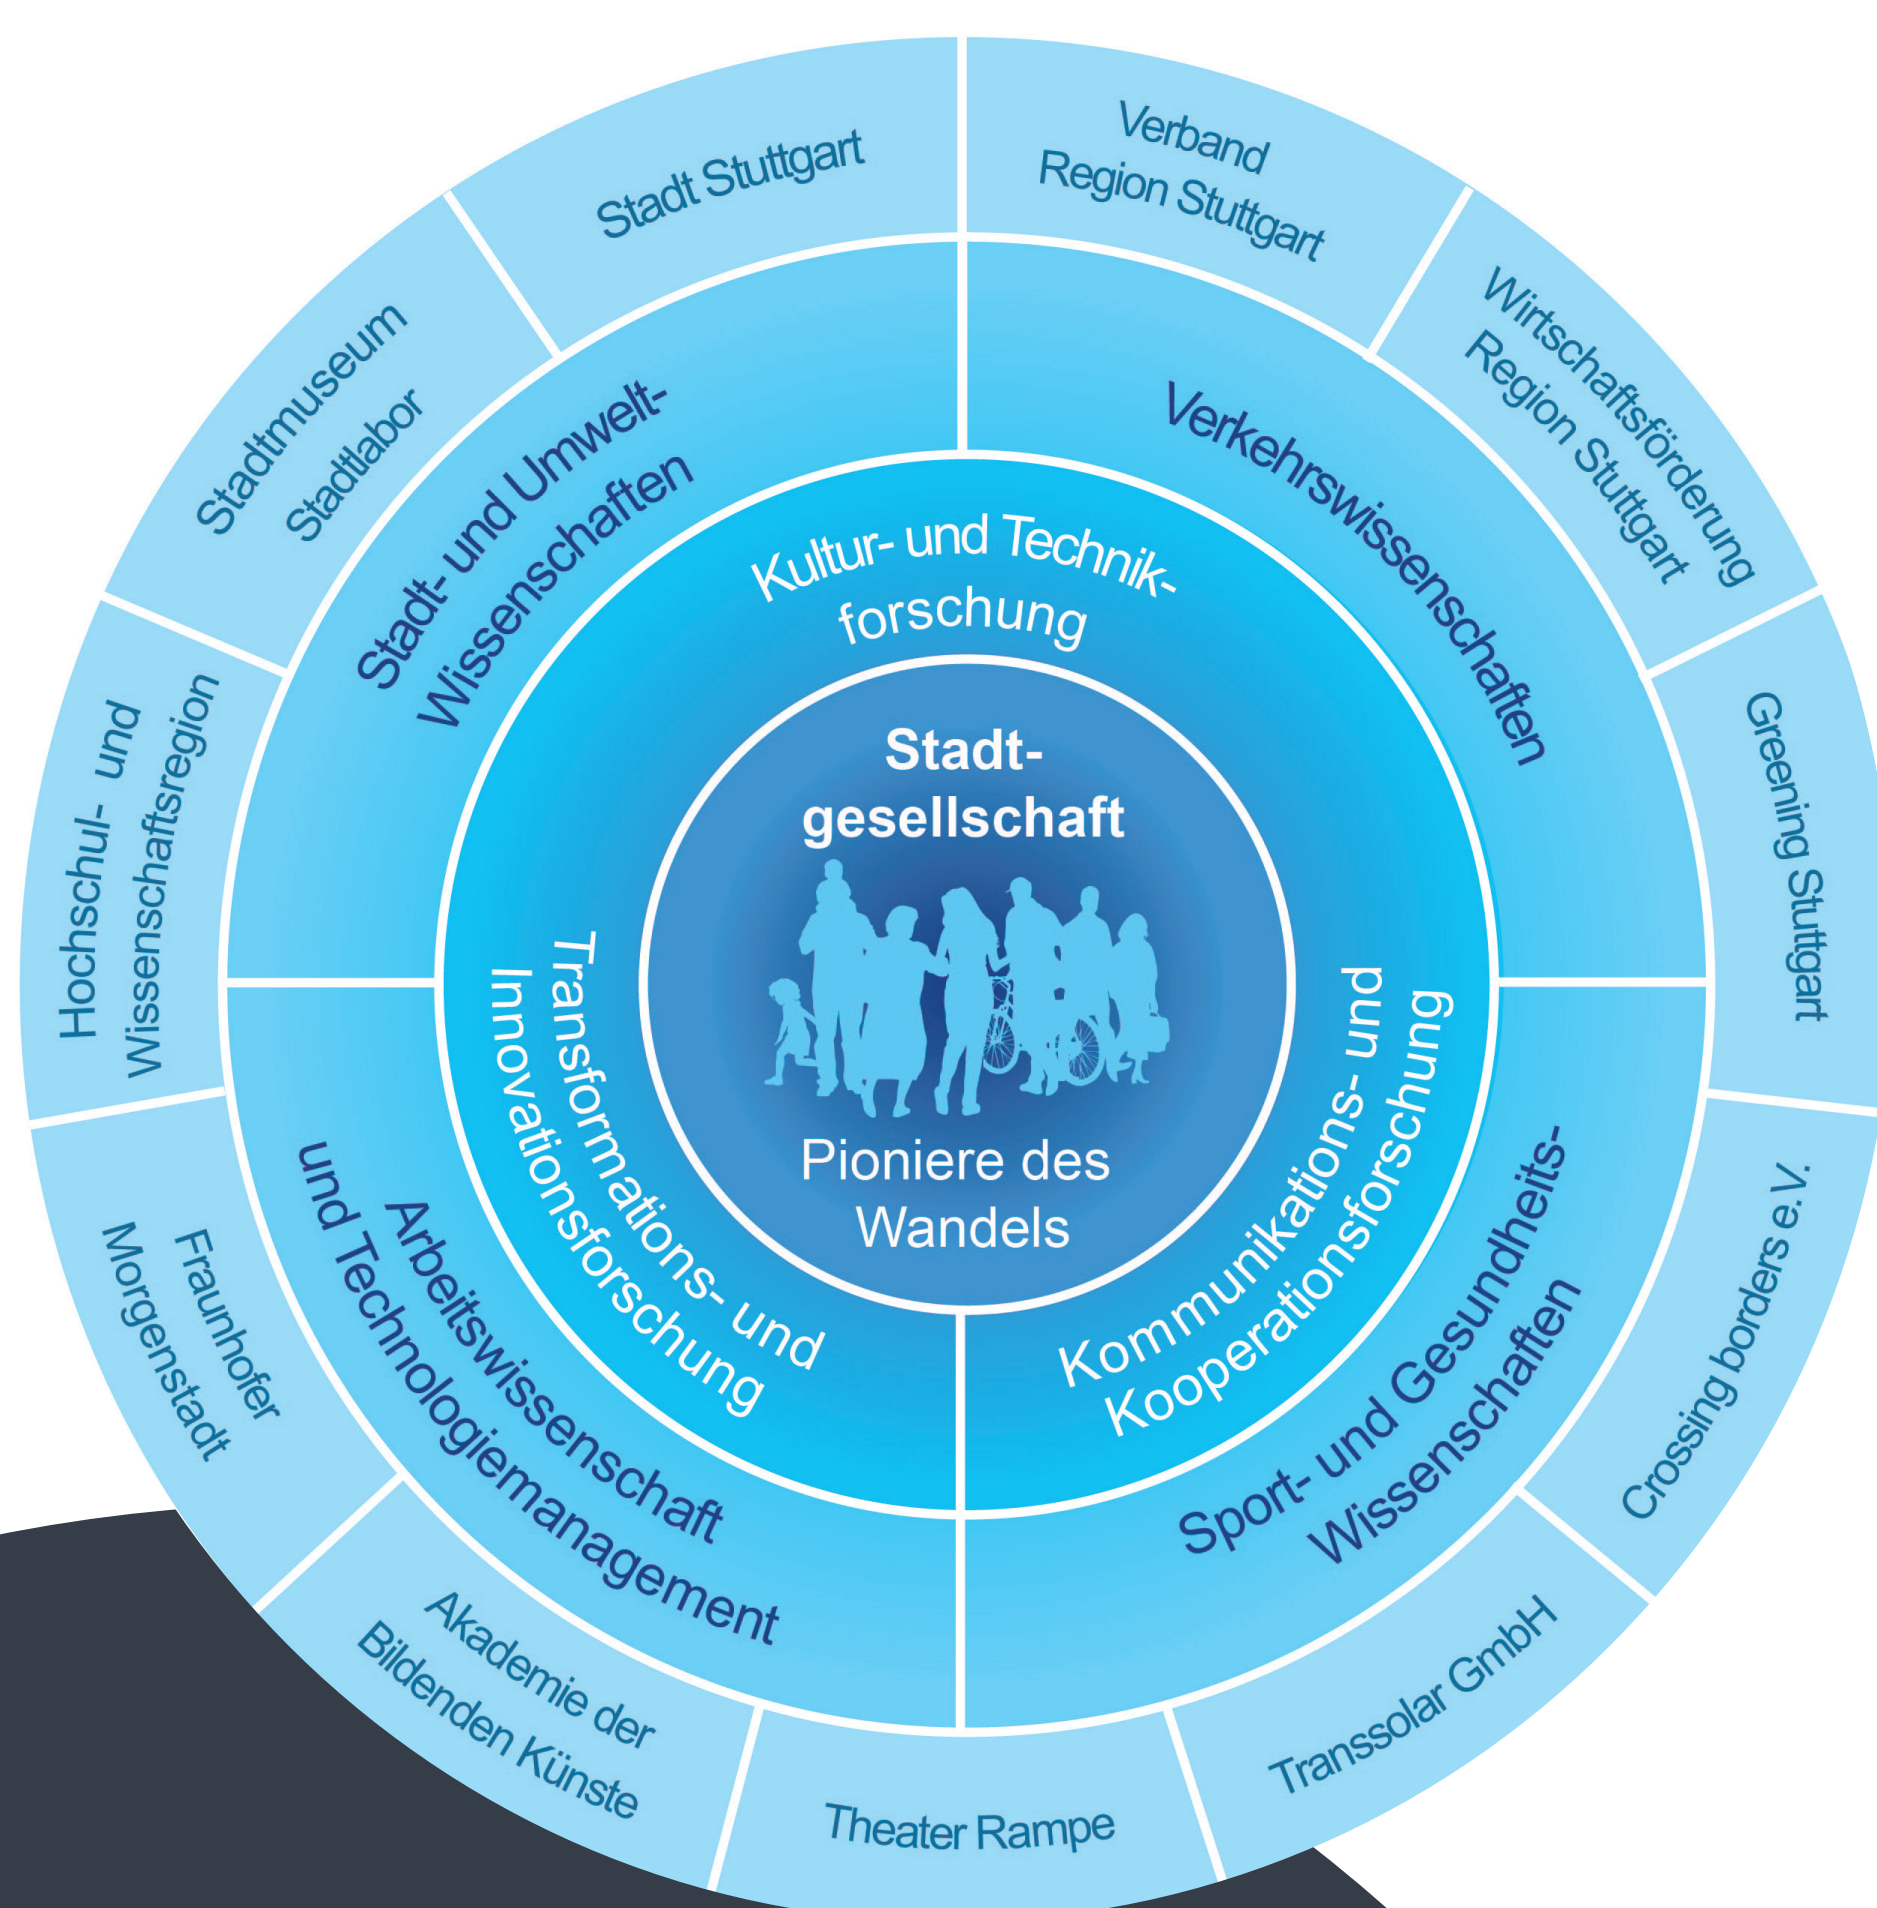 Stadt Stuttgart
Verband
Region Stuttgart
Wirtschaftsförderung
Region Stuttgart
Greening Stuttgart
Crossing borders e.V.
Transsolar GmbH
Theater Rampe
Akademie der
Bildenden Künste
Fraunhofer
Morgenstadt
Hochschul- und
Wissenschaftsregion
Stadtmuseum
Stadtlabor
Stadt- und Umwelt-
Wissenschaften
Verkehrswissenschaften
Sport- und Gesundheits-
Wissenschaften
Arbeitswissenschaft
und Technologiemanagement
Kultur- und Technik-
forschung
Kommunikations- und
Kooperationsforschung
Transformations- und
Innovationsforschung
Stadt-
gesellschaft
Pioniere des
Wandels